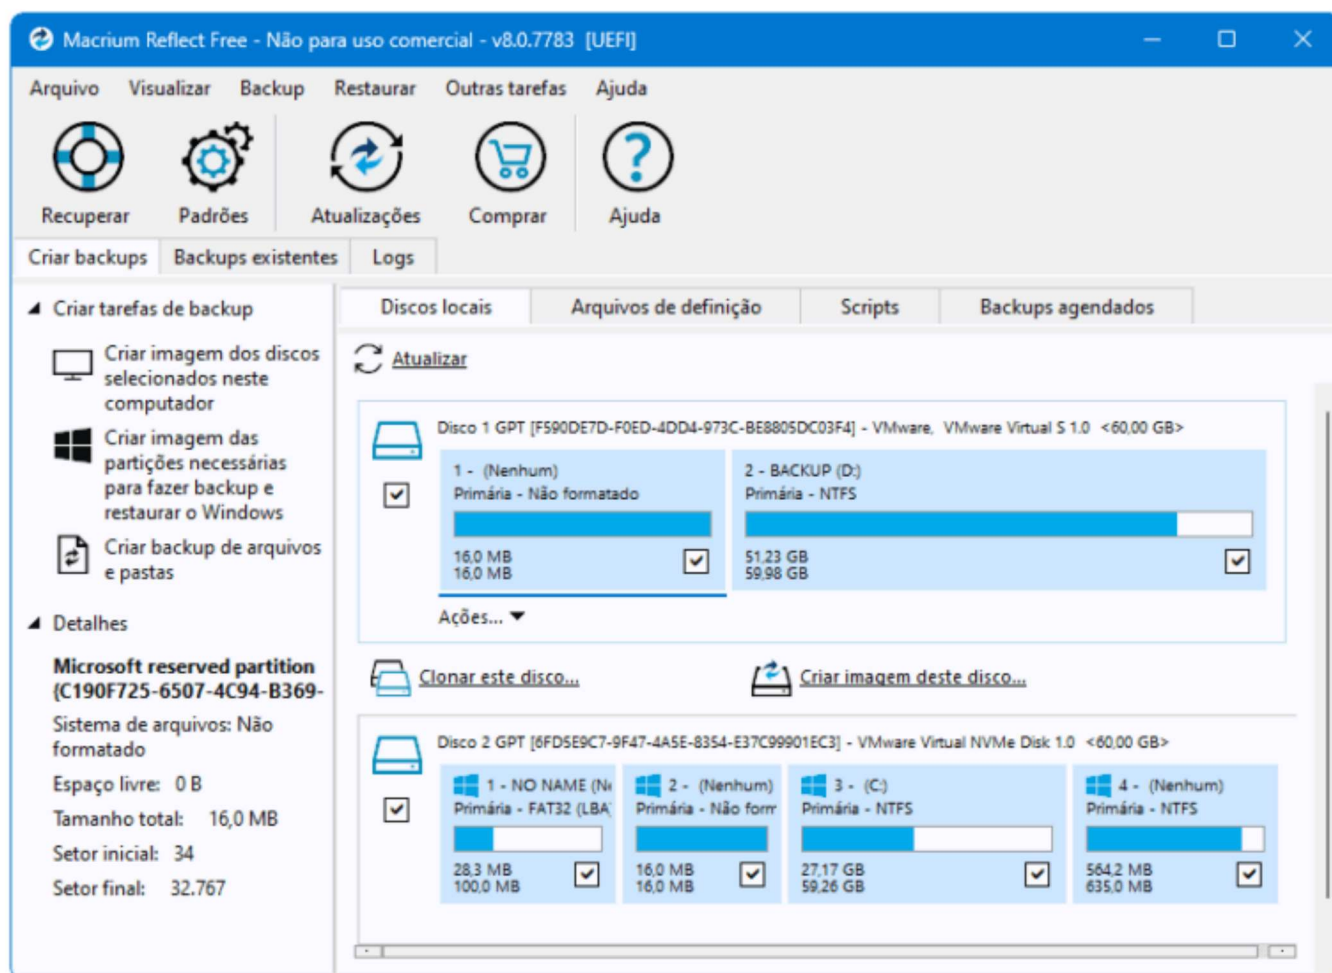 Macrium Reflect Free - Não para uso comercial - v8.0.7783 [UEFI]
Arquivo Visualizar Backup Restaurar Outras tarefas Ajuda
Recuperar Padrões Atualizações Comprar Ajuda
Criar backups Backups existentes Logs
Criar tarefas de backup
Criar imagem dos discos
selecionados neste
computador
Criar imagem das
partições necessárias
para fazer backup e
restaurar o Windows
Criar backup de arquivos
e pastas
Detalhes
Microsoft reserved partition
{C190F725-6507-4C94-B369-
Sistema de arquivos: Não
formatado
Espaço livre: 0 B
Tamanho total: 16,0 MB
Setor inicial: 34
Setor final: 32.767
Discos locais Arquivos de definição Scripts Backups agendados
Atualizar
Disco 1 GPT [F590DE7D-F0ED-4DD4-973C-BE8805DC03F4] - VMware, VMware Virtual S 1.0 <60,00 GB>
1 - (Nenhum)
Primária - Não formatado
16,0 MB
16,0 MB
2 - BACKUP (D:)
Primária - NTFS
51,23 GB
59,98 GB
Ações...
Clonar este disco... Criar imagem deste disco...
Disco 2 GPT [6FD5E9C7-9F47-4A5E-8354-E37C99901EC3] - VMware Virtual NVMe Disk 1.0 <60,00 GB>
1 - NO NAME (Ne
Primária - FAT32 (LBA)
28,3 MB
100,0 MB
2 - (Nenhum)
Primária - Não form
16,0 MB
16,0 MB
3 - (C:)
Primária - NTFS
27,17 GB
59,26 GB
4 - (Nenhum)
Primária - NTFS
564,2 MB
635,0 MB